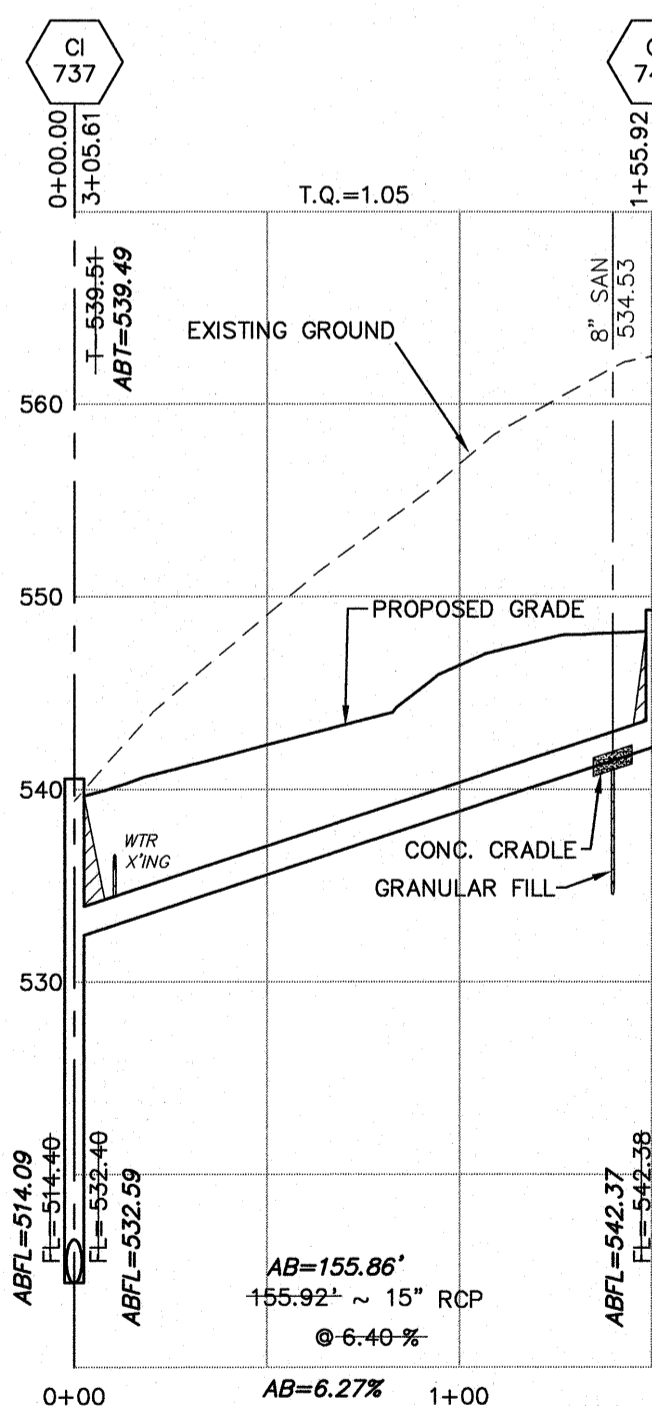 CI
737
0+00.00
3+05.61
1+55.92
T.Q.=1.05
T 539.51
ABT=539.49
8" SAN
534.53
EXISTING GROUND
560
550
PROPOSED GRADE
540
WTR
X'ING
CONC. CRADLE
GRANULAR FILL
530
ABFL=514.09
FL=514.40
FL=532.40
ABFL=532.59
ABFL=542.37
FL=542.38
AB=155.86'
155.92' ~ 15" RCP
@ 6.40 %
AB=6.27%
0+00
1+00